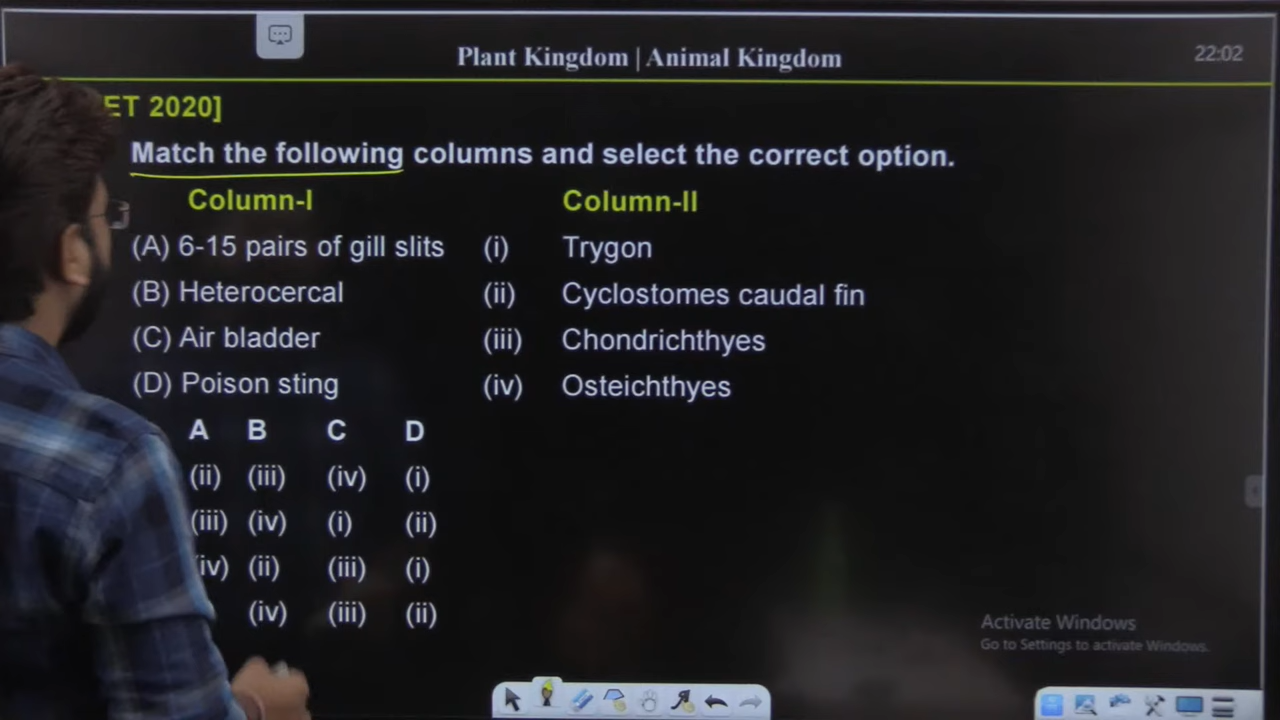 Plant Kingdom | Animal Kingdom
22:02
ET 2020]
Match the following columns and select the correct option.
Column-I Column-II
(A) 6-15 pairs of gill slits (i) Trygon
(B) Heterocercal (ii) Cyclostomes caudal fin
(C) Air bladder (iii) Chondrichthyes
(D) Poison sting (iv) Osteichthyes
A B C D
(ii) (iii) (iv) (i)
(iii) (iv) (i) (ii)
iv) (ii) (iii) (i)
(iv) (iii) (ii)
Activate Windows
Go to Settings to activate Windows.